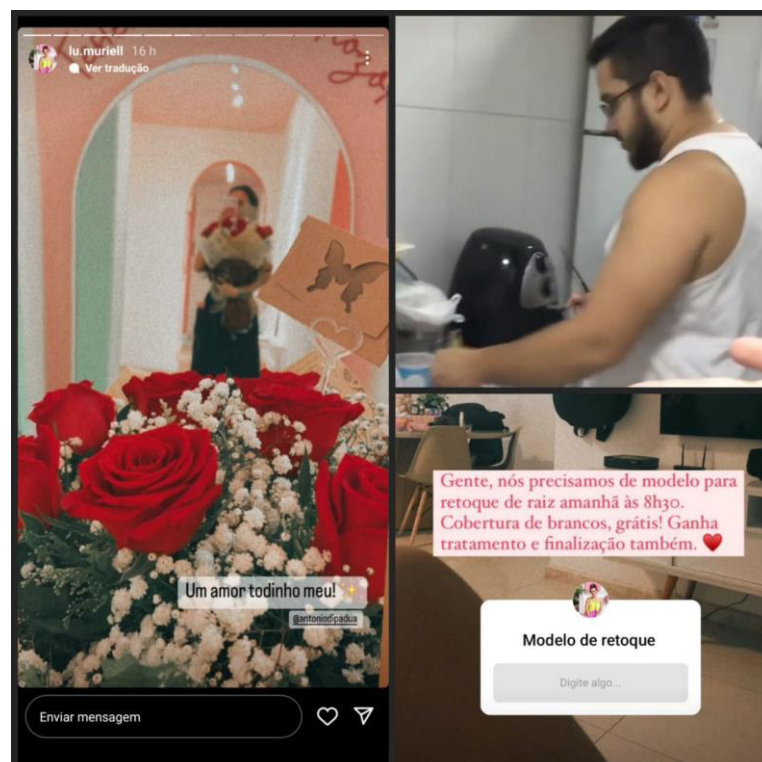 lu.muriell 16 h
Ver tradução
Um amor todinho meu! ✨
@antoniodipadua
Enviar mensagem
Gente, nós precisamos de modelo para
retoque de raiz amanhã às 8h30.
Cobertura de brancos, grátis! Ganha
tratamento e finalização também. ♥️
Modelo de retoque
Digite algo...